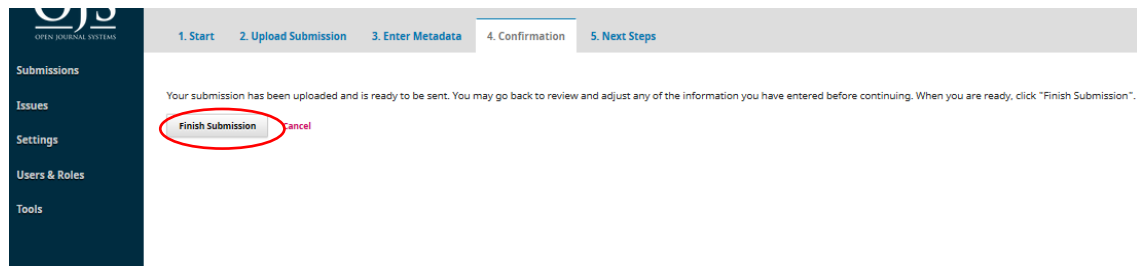 OJS
OPEN JOURNAL SYSTEMS
1. Start 2. Upload Submission 3. Enter Metadata 4. Confirmation 5. Next Steps
Submissions
Issues
Settings
Users & Roles
Tools
Your submission has been uploaded and is ready to be sent. You may go back to review and adjust any of the information you have entered before continuing. When you are ready, click "Finish Submission".
Finish Submission Cancel